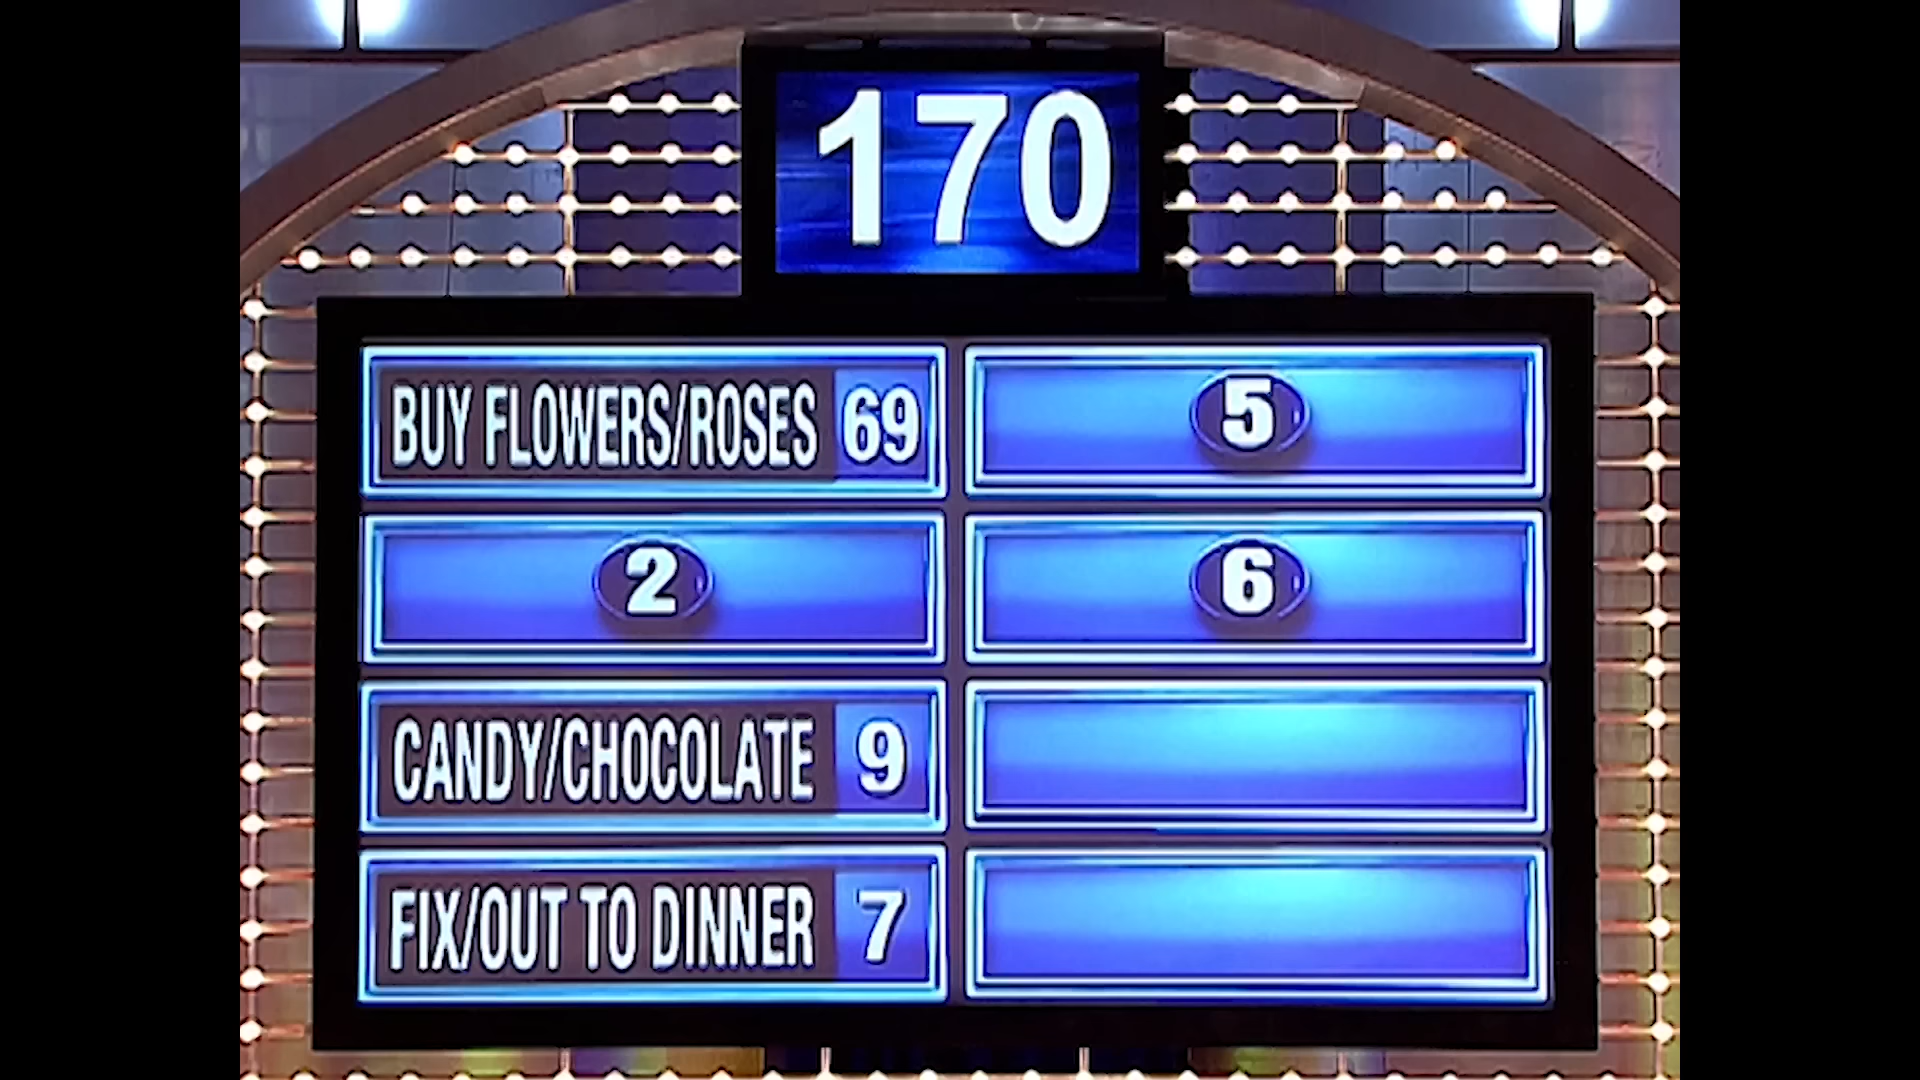 170
BUY FLOWERS/ROSES 69
5
2
6
CANDY/CHOCOLATE 9
FIX/OUT TO DINNER 7